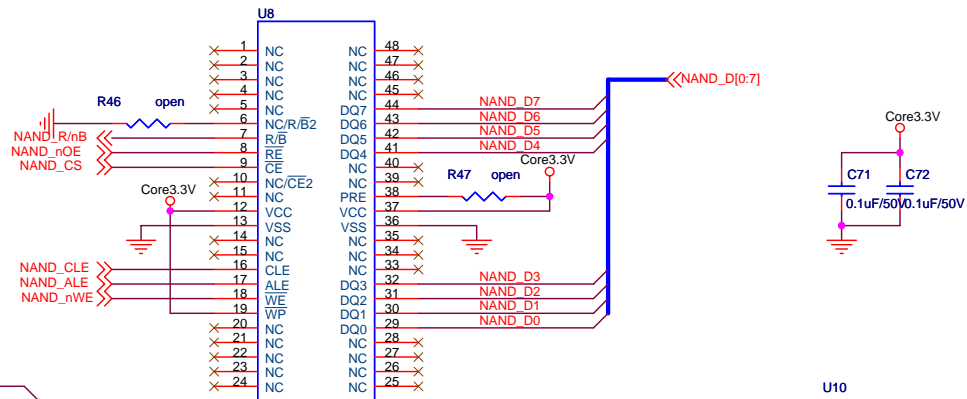 U8
1 NC NC 48
2 NC NC 47
3 NC NC 46
4 NC NC 45
5 NC DQ7 44 NAND_D7
R46 open 6 NC/R/B2 DQ6 43 NAND_D6
NAND_R/nB 7 R/B DQ5 42 NAND_D5
NAND_nOE 8 RE DQ4 41 NAND_D4
NAND_CS 9 CE NC 40
10 NC/CE2 NC 39
Core3.3V 11 NC PRE 38 R47 open Core3.3V
12 VCC VCC 37
13 VSS VSS 36
14 NC NC 35
15 NC NC 34
NAND_CLE 16 CLE NC 33
NAND_ALE 17 ALE DQ3 32 NAND_D3
NAND_nWE 18 WE DQ2 31 NAND_D2
19 WP DQ1 30 NAND_D1
20 NC DQ0 29 NAND_D0
21 NC NC 28
22 NC NC 27
23 NC NC 26
24 NC NC 25
NAND_D[0:7]
Core3.3V
C71 C72
0.1uF/50V 0.1uF/50V
U10